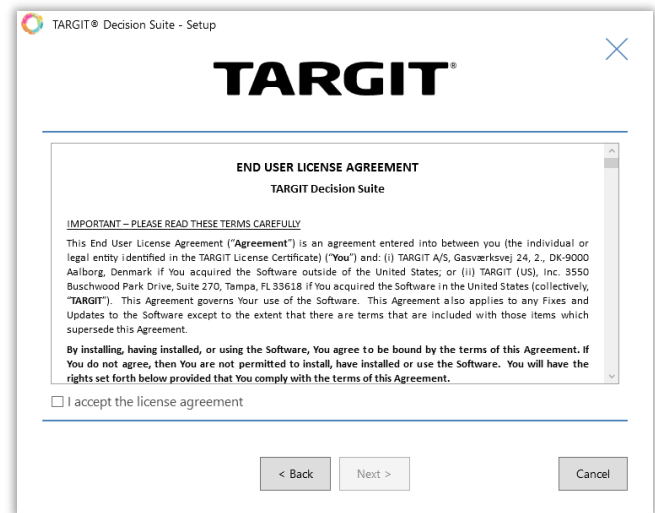 TARGIT® Decision Suite - Setup
TARGIT®
END USER LICENSE AGREEMENT
TARGIT Decision Suite
IMPORTANT – PLEASE READ THESE TERMS CAREFULLY
This End User License Agreement (“Agreement”) is an agreement entered into between you (the individual or
legal entity identified in the TARGIT License Certificate) (“You”) and: (i) TARGIT A/S, Gasværksvej 24, 2., DK-9000
Aalborg, Denmark if You acquired the Software outside of the United States; or (ii) TARGIT (US), Inc. 3550
Buschwood Park Drive, Suite 270, Tampa, FL 33618 if You acquired the Software in the United States (collectively,
“TARGIT”). This Agreement governs Your use of the Software. This Agreement also applies to any Fixes and
Updates to the Software except to the extent that there are terms that are included with those items which
supersede this Agreement.
By installing, having installed, or using the Software, You agree to be bound by the terms of this Agreement. If
You do not agree, then You are not permitted to install, have installed or use the Software. You will have the
rights set forth below provided that You comply with the terms of this Agreement.
I accept the license agreement
< Back Next > Cancel